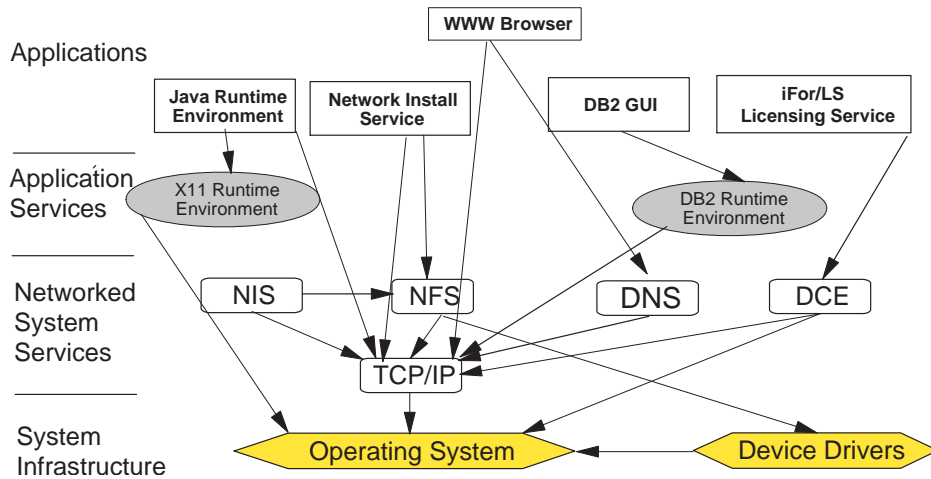 WWW Browser
Applications
Java Runtime
Environment
Network Install
Service
DB2 GUI
iFor/LS
Licensing Service
Application
Services
X11 Runtime
Environment
DB2 Runtime
Environment
Networked
System
Services
NIS
NFS
DNS
DCE
TCP/IP
System
Infrastructure
Operating System
Device Drivers